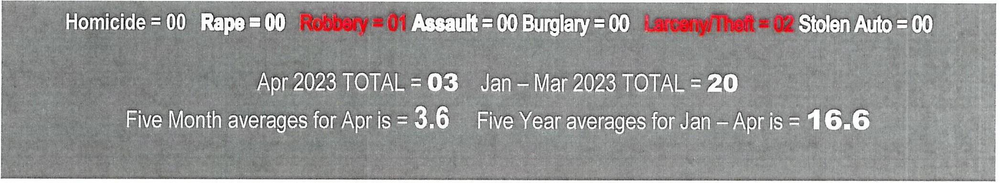 Homicide = 00 Rape = 00 Robbery = 01 Assault = 00 Burglary = 00 Larceny/Theft = 02 Stolen Auto = 00
Apr 2023 TOTAL = 03 Jan – Mar 2023 TOTAL = 20
Five Month averages for Apr is = 3.6 Five Year averages for Jan – Apr is = 16.6